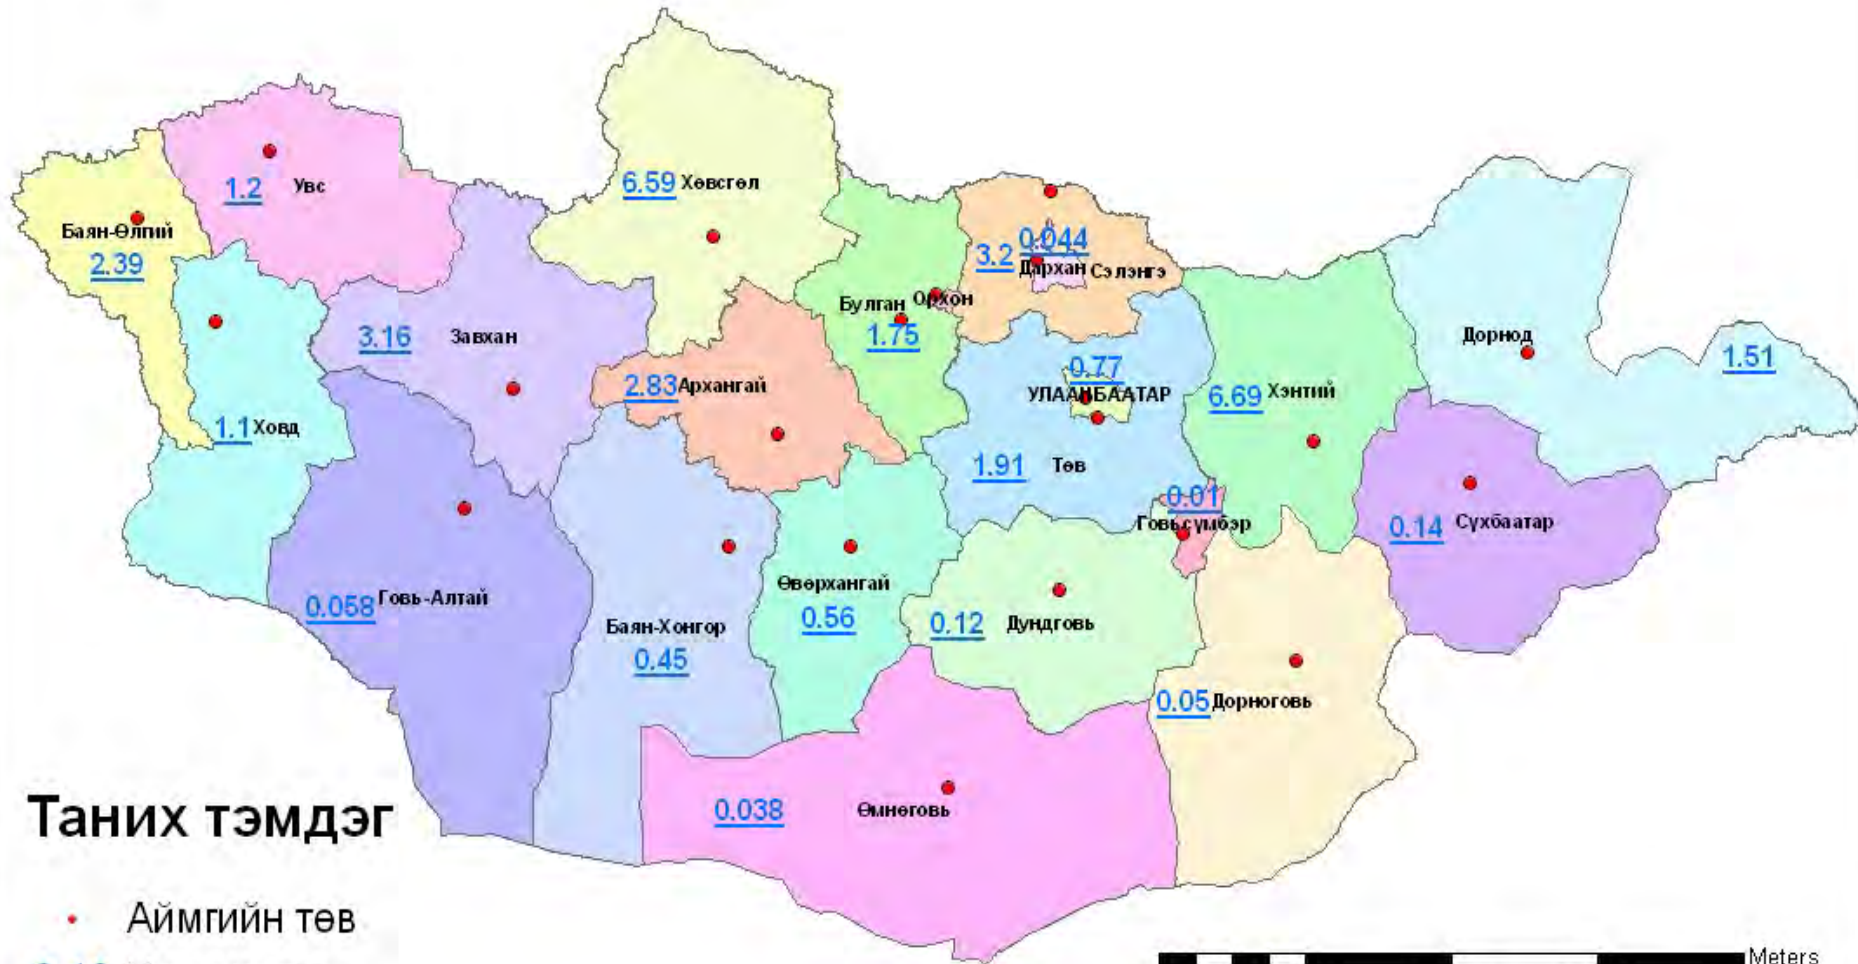 6.59 Хөвсгөл
1.2 Увс
Баян-Өлгий
2.39
0.044
3.2 Дархан Сэлэнгэ
Булган Орхон
1.75
3.16 Завхан
Дорнод
1.51
0.77
УЛААНБААТАР
2.83 Архангай
6.69 Хэнтий
1.1 Ховд
1.91 Төв
0.01
Говьсүмбэр
0.14 Сүхбаатар
Өвөрхангай
0.56
0.058 Говь-Алтай
0.12 Дундговь
Баян-Хонгор
0.45
0.05 Дорноговь
0.038 Өмнөговь
Таних тэмдэг
Аймгийн төв
Meters